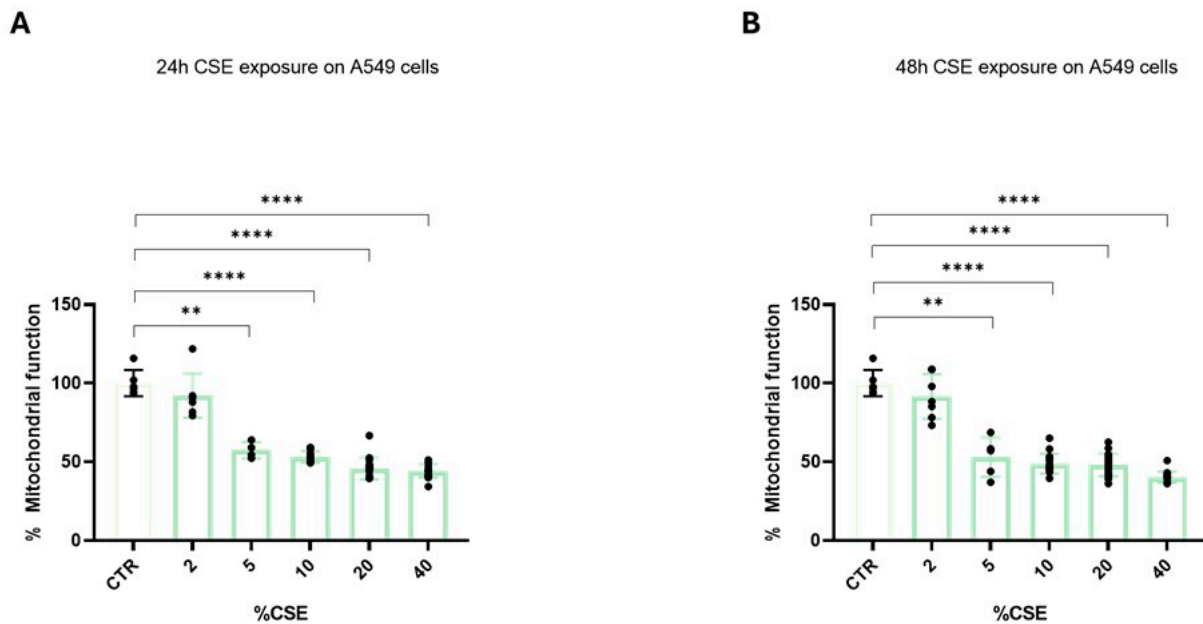 A
24h CSE exposure on A549 cells
****
****
****
**
150
100
50
0
% Mitochondrial function
CTR
2
5
10
20
40
%CSE
B
48h CSE exposure on A549 cells
****
****
****
**
150
100
50
0
% Mitochondrial function
CTR
2
5
10
20
40
%CSE